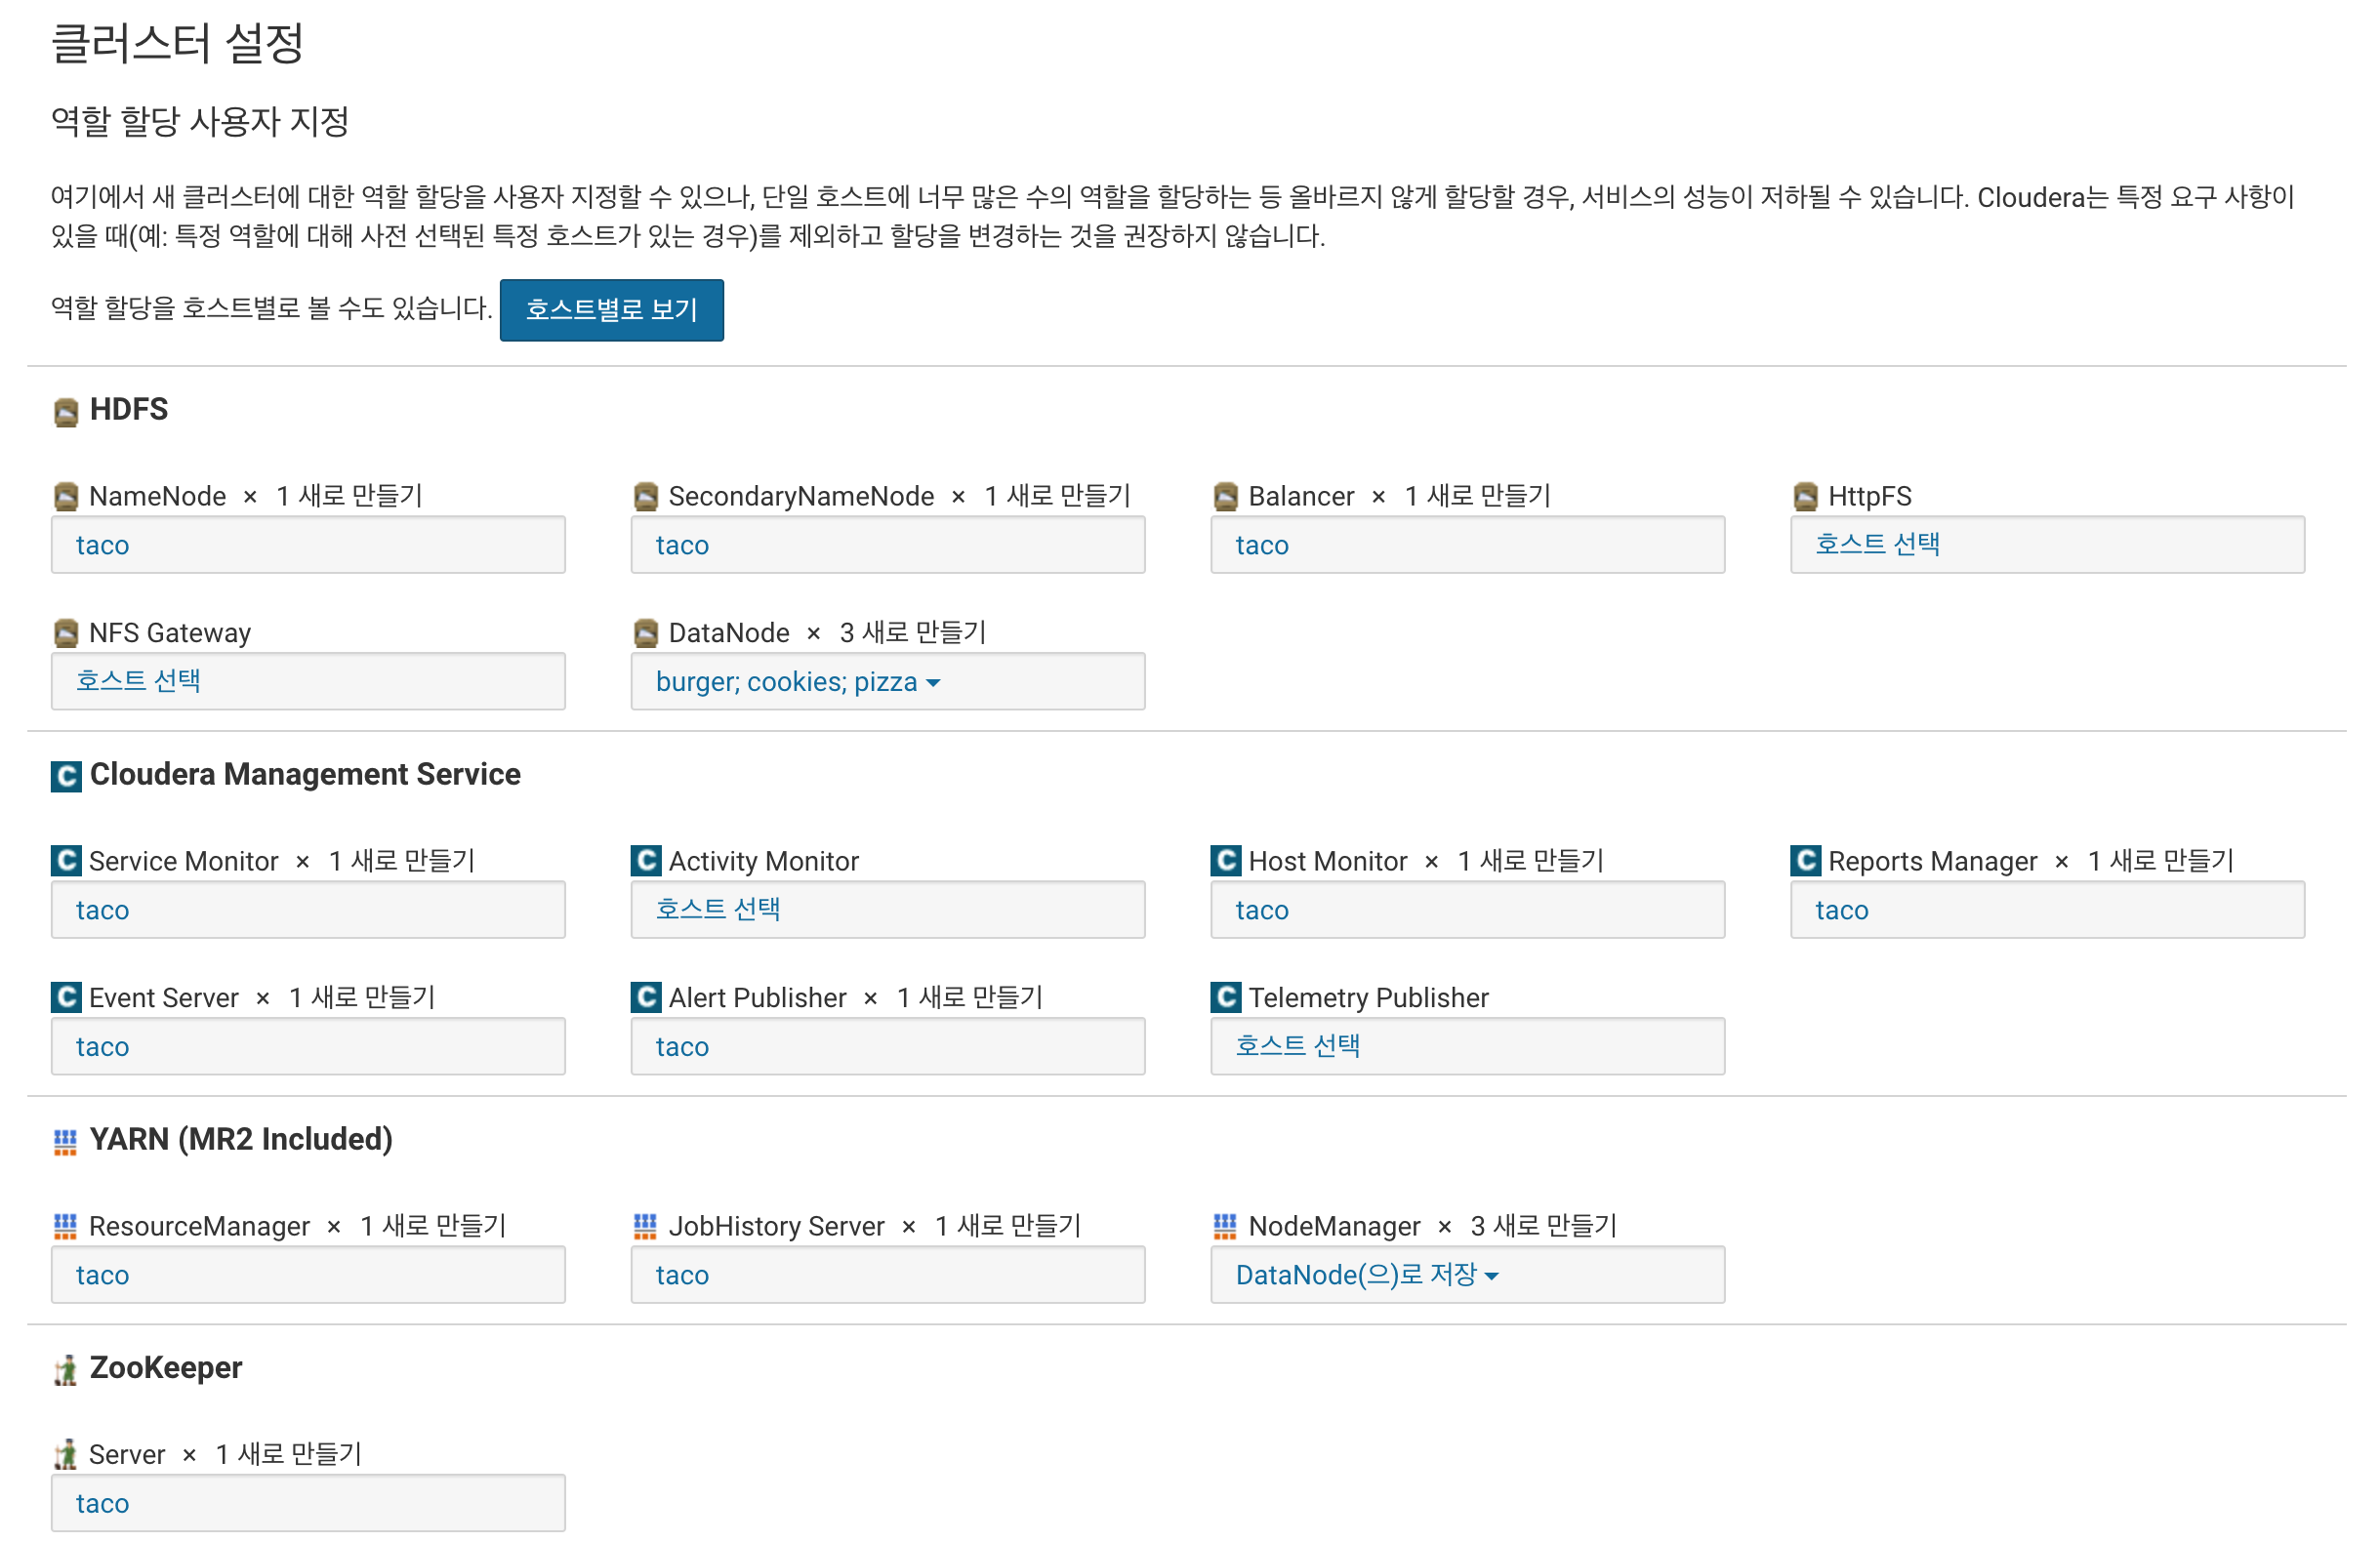 클러스터 설정
역할 할당 사용자 지정
여기에서 새 클러스터에 대한 역할 할당을 사용자 지정할 수 있으나, 단일 호스트에 너무 많은 수의 역할을 할당하는 등 올바르지 않게 할당할 경우, 서비스의 성능이 저하될 수 있습니다. Cloudera는 특정 요구 사항이
있을 때(예: 특정 역할에 대해 사전 선택된 특정 호스트가 있는 경우)를 제외하고 할당을 변경하는 것을 권장하지 않습니다.
역할 할당을 호스트별로 볼 수도 있습니다. 호스트별로 보기
HDFS
NameNode × 1 새로 만들기 SecondaryNameNode × 1 새로 만들기 Balancer × 1 새로 만들기 HttpFS
taco taco taco 호스트 선택
NFS Gateway DataNode × 3 새로 만들기
호스트 선택 burger; cookies; pizza
C Cloudera Management Service
C Service Monitor × 1 새로 만들기 C Activity Monitor C Host Monitor × 1 새로 만들기 C Reports Manager × 1 새로 만들기
taco 호스트 선택 taco taco
C Event Server × 1 새로 만들기 C Alert Publisher × 1 새로 만들기 C Telemetry Publisher
taco taco 호스트 선택
YARN (MR2 Included)
ResourceManager × 1 새로 만들기 JobHistory Server × 1 새로 만들기 NodeManager × 3 새로 만들기
taco taco DataNode(으)로 저장
ZooKeeper
Server × 1 새로 만들기
taco